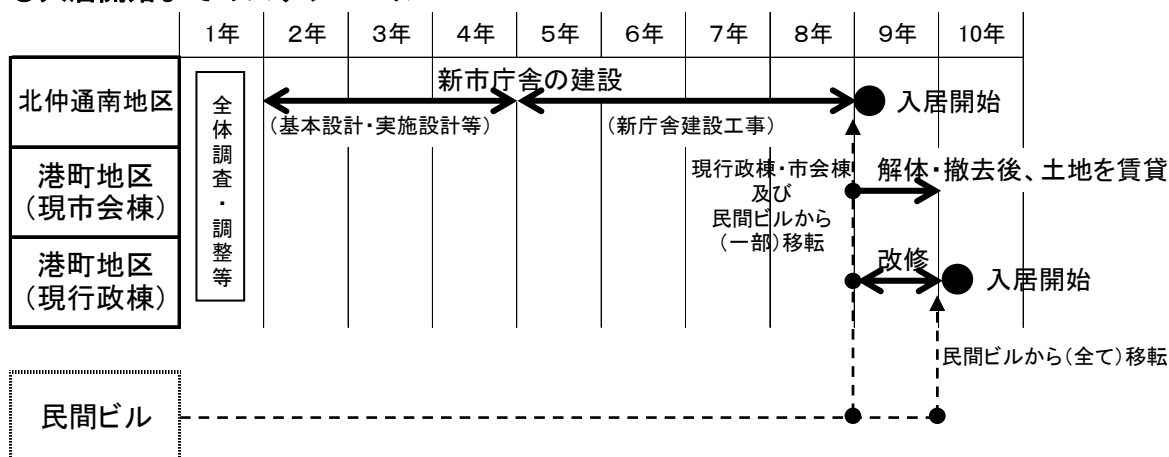 1年 2年 3年 4年 5年 6年 7年 8年 9年 10年
北仲通南地区
全体調査・調整等
新市庁舎の建設
(基本設計・実施設計等)
(新庁舎建設工事)
入居開始
港町地区
(現市会棟)
現行政棟・市会棟
及び
民間ビルから
(一部)移転
解体・撤去後、土地を賃貸
港町地区
(現行政棟)
改修
入居開始
民間ビルから(全て)移転
民間ビル